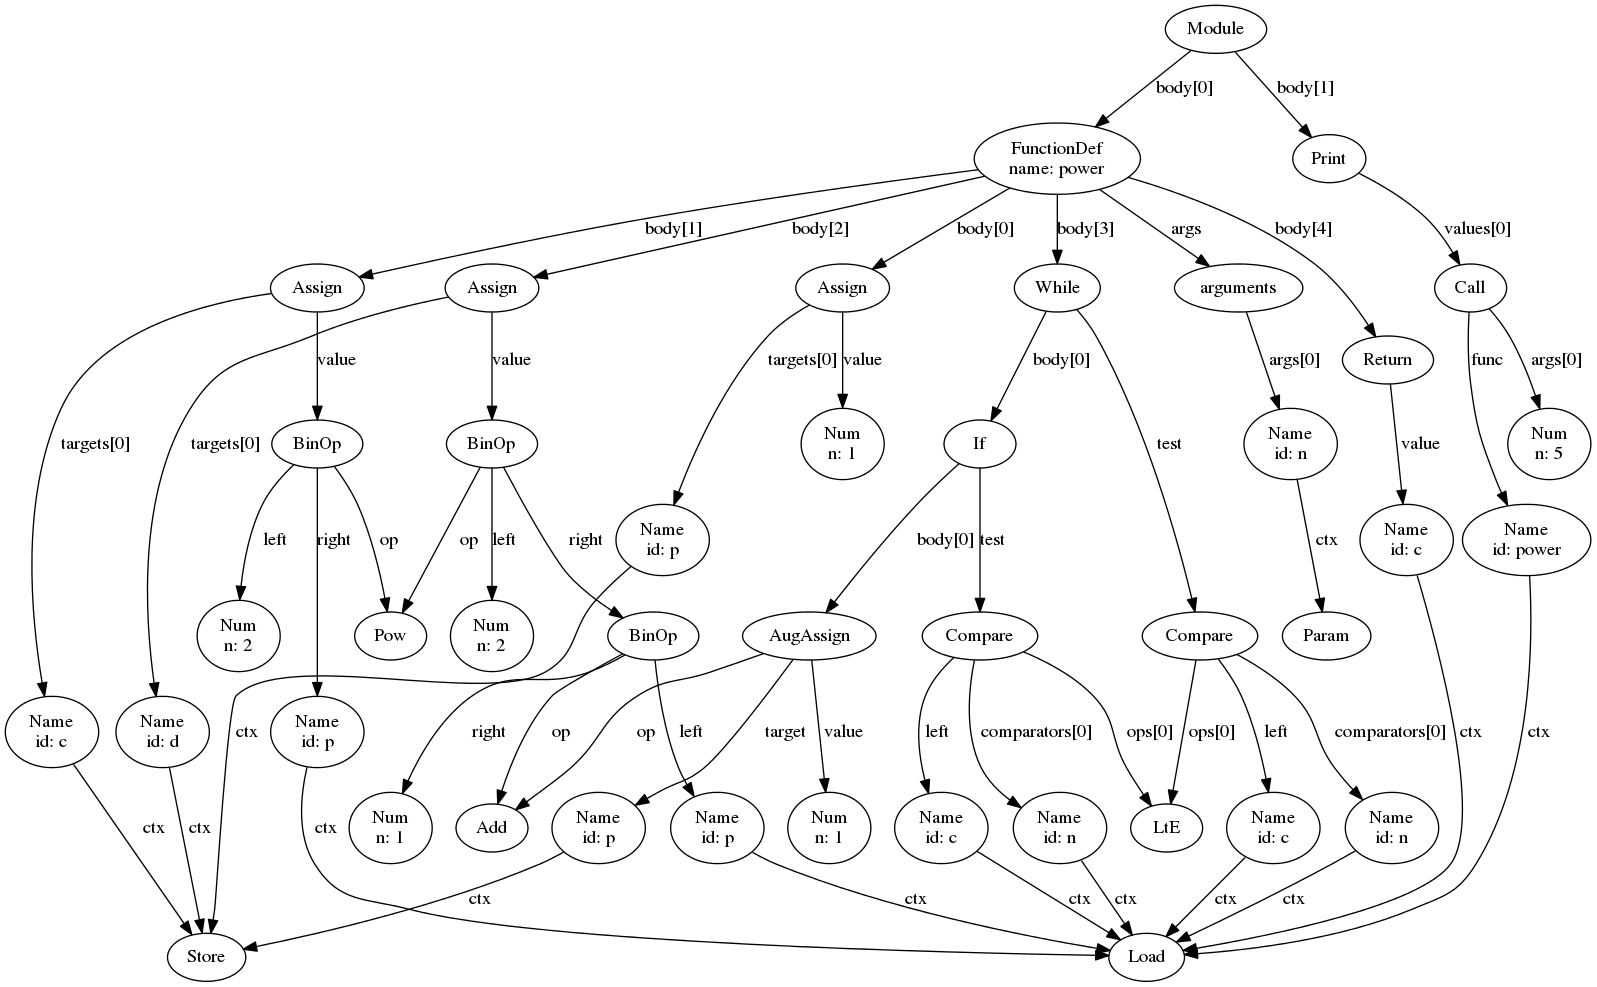 Module
body[0]
body[1]
FunctionDef
name: power
Print
body[1]
body[2]
body[0]
body[3]
args
body[4]
values[0]
Assign
Assign
Assign
While
arguments
Call
value
value
targets[0]
value
body[0]
args[0]
Return
func
args[0]
targets[0]
targets[0]
BinOp
BinOp
Num
n: 1
If
test
Name
id: n
value
Num
n: 5
left
right
op
op
left
right
Name
id: p
body[0]
test
ctx
Name
id: c
Name
id: power
Num
n: 2
Pow
Num
n: 2
BinOp
AugAssign
Compare
Compare
Param
Name
id: c
Name
id: d
ctx
Name
id: p
right
op
op
left
target
value
left
comparators[0]
ops[0]
ops[0]
left
comparators[0]
ctx
ctx
ctx
ctx
ctx
Num
n: 1
Add
Name
id: p
Name
id: p
Num
n: 1
Name
id: c
Name
id: n
LtE
Name
id: c
Name
id: n
ctx
ctx
ctx
ctx
ctx
ctx
Store
Load